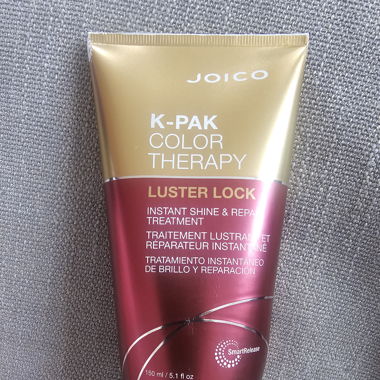 JOICO
K-PAK
COLOR
THERAPY
LUSTER LOCK
INSTANT SHINE & REPA
TREATMENT
TRAITEMENT LUSTRANT ET
RÉPARATEUR INSTANTANÉ
TRATAMIENTO INSTANTÁNEO
DE BRILLO Y REPARACIÓN
SmartRelease
150 ml / 5.1 fl oz